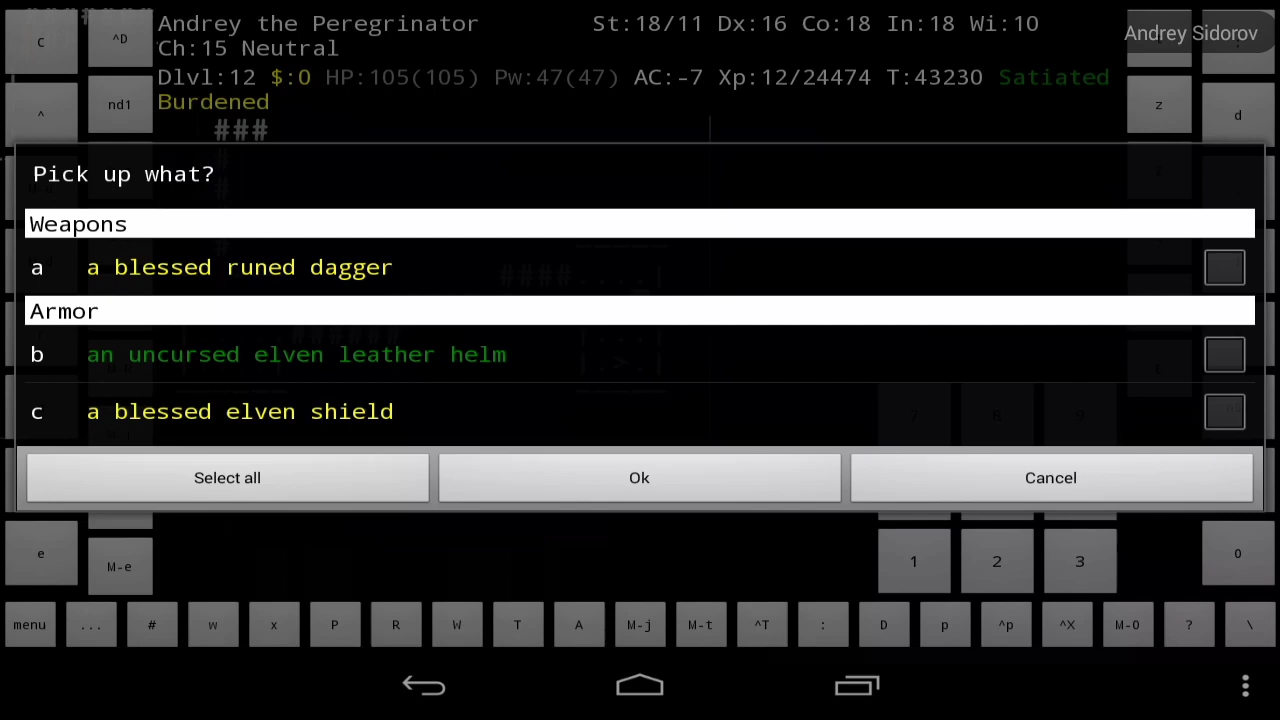 Andrey the Peregrinator St:18/11 Dx:16 Co:18 In:18 Wi:10
Ch:15 Neutral
Dlvl:12 $:0 HP:105(105) Pw:47(47) AC:-7 Xp:12/24474 T:43230 Satiated
Burdened
Andrey Sidorov
c
^D
^
nd1
z
d
###
Pick up what?
Weapons
a a blessed runed dagger
Armor
b an uncursed elven leather helm
c a blessed elven shield
Select all Ok Cancel
7 8 9
e
M-e
1 2 3
0
menu ... # w x P R W T A M-j M-t ^T : D p ^p ^X M-O ? \